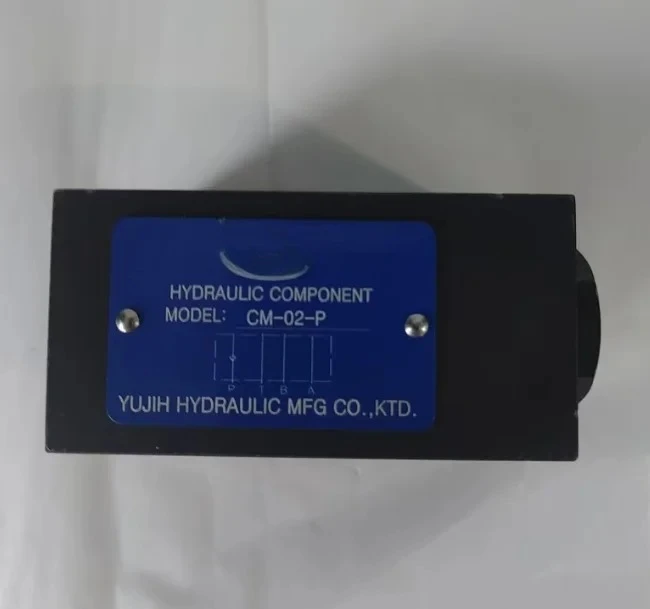 HYDRAULIC COMPONENT
MODEL: CM-02-P
P T B A
YUJIH HYDRAULIC MFG CO.,KTD.